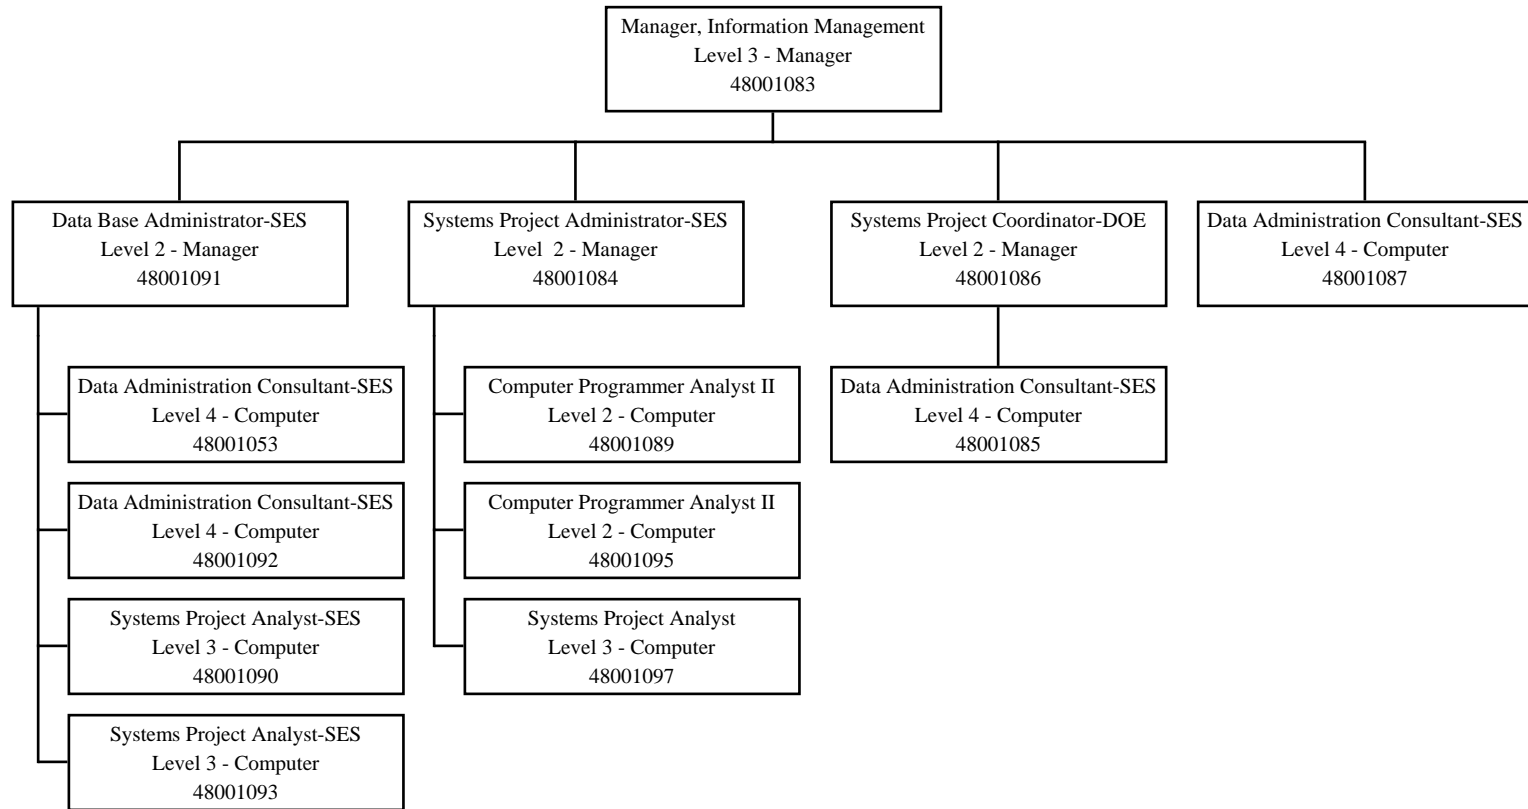 Manager, Information Management
Level 3 - Manager
48001083
Data Base Administrator-SES
Level 2 - Manager
48001091
Systems Project Administrator-SES
Level  2 - Manager
48001084
Systems Project Coordinator-DOE
Level 2 - Manager
48001086
Data Administration Consultant-SES
Level 4 - Computer
48001087
Data Administration Consultant-SES
Level 4 - Computer
48001053
Data Administration Consultant-SES
Level 4 - Computer
48001092
Systems Project Analyst-SES
Level 3 - Computer
48001090
Systems Project Analyst-SES
Level 3 - Computer
48001093
Computer Programmer Analyst II
Level 2 - Computer
48001089
Computer Programmer Analyst II
Level 2 - Computer
48001095
Systems Project Analyst
Level 3 - Computer
48001097
Data Administration Consultant-SES
Level 4 - Computer
48001085